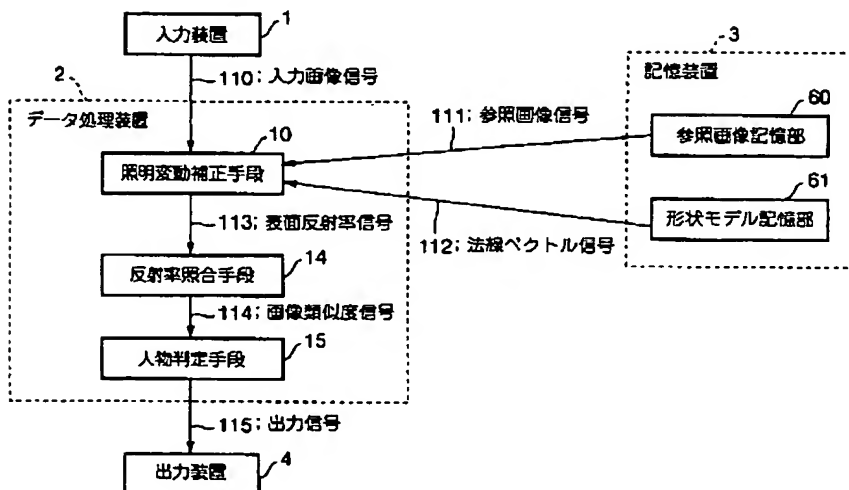 1
入力装置
110；入力画像信号
2
データ処理装置
10
照明変動補正手段
113；表面反射率信号
14
反射率照合手段
114；画像類似度信号
15
人物判定手段
115；出力信号
4
出力装置
3
記憶装置
60
参照画像記憶部
111；参照画像信号
61
形状モデル記憶部
112；法線ベクトル信号